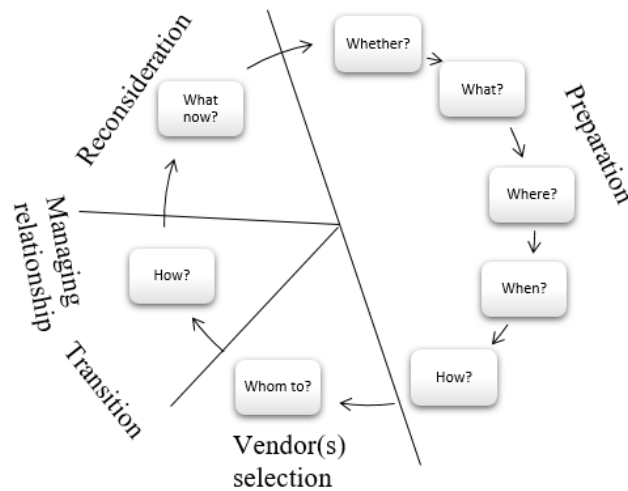 Whether?
What?
Preparation
Where?
When?
How?
Whom to?
Vendor(s)
selection
Transition
How?
Managing
relationship
What
now?
Reconsideration